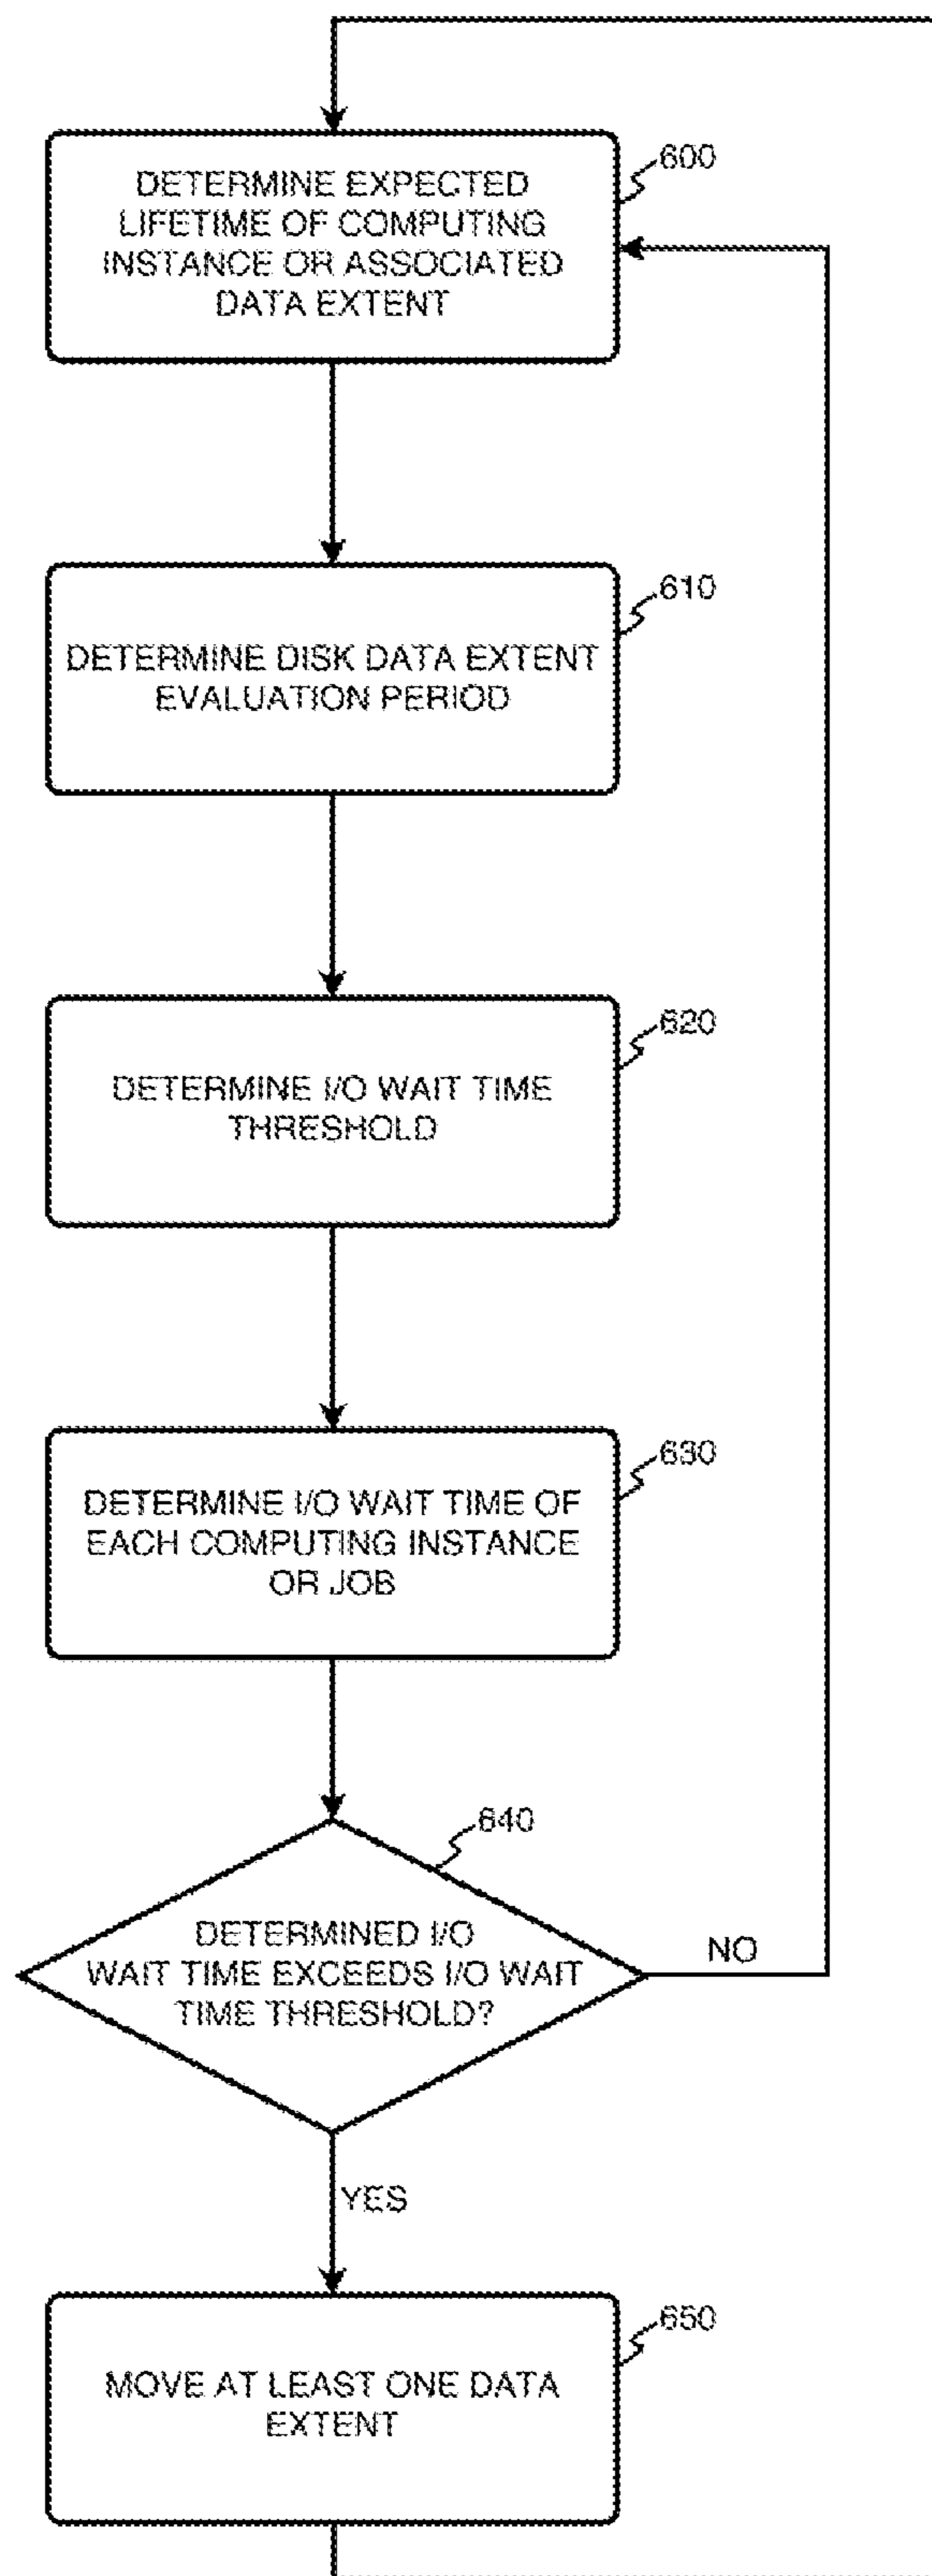 600
DETERMINE EXPECTED
LIFETIME OF COMPUTING
INSTANCE OR ASSOCIATED
DATA EXTENT
610
DETERMINE DISK DATA EXTENT
EVALUATION PERIOD
620
DETERMINE I/O WAIT TIME
THRESHOLD
630
DETERMINE I/O WAIT TIME OF
EACH COMPUTING INSTANCE
OR JOB
640
DETERMINED I/O
WAIT TIME EXCEEDS I/O WAIT
TIME THRESHOLD?
NO
YES
650
MOVE AT LEAST ONE DATA
EXTENT